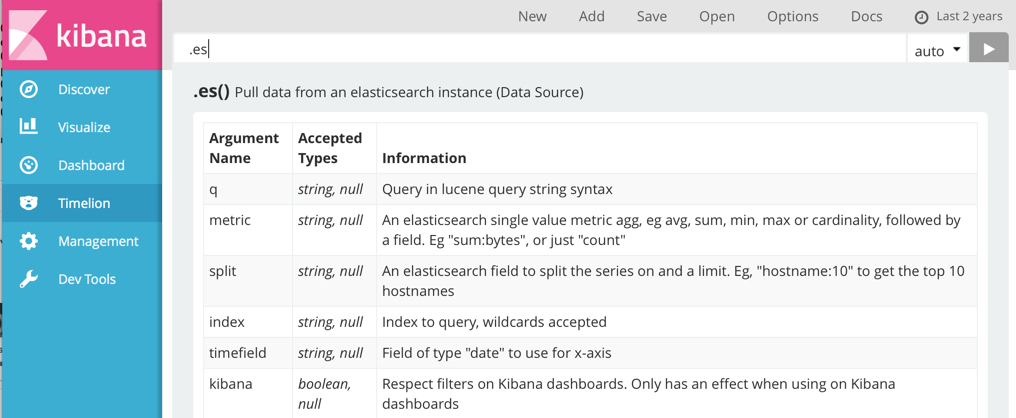 kibana
New Add Save Open Options Docs Last 2 years
.es
auto
Discover
Visualize
Dashboard
Timelion
Management
Dev Tools
.es() Pull data from an elasticsearch instance (Data Source)
Argument Name Accepted Types Information
q string, null Query in lucene query string syntax
metric string, null An elasticsearch single value metric agg, eg avg, sum, min, max or cardinality, followed by
a field. Eg "sum:bytes", or just "count"
split string, null An elasticsearch field to split the series on and a limit. Eg, "hostname:10" to get the top 10
hostnames
index string, null Index to query, wildcards accepted
timefield string, null Field of type "date" to use for x-axis
kibana boolean, null Respect filters on Kibana dashboards. Only has an effect when using on Kibana
dashboards